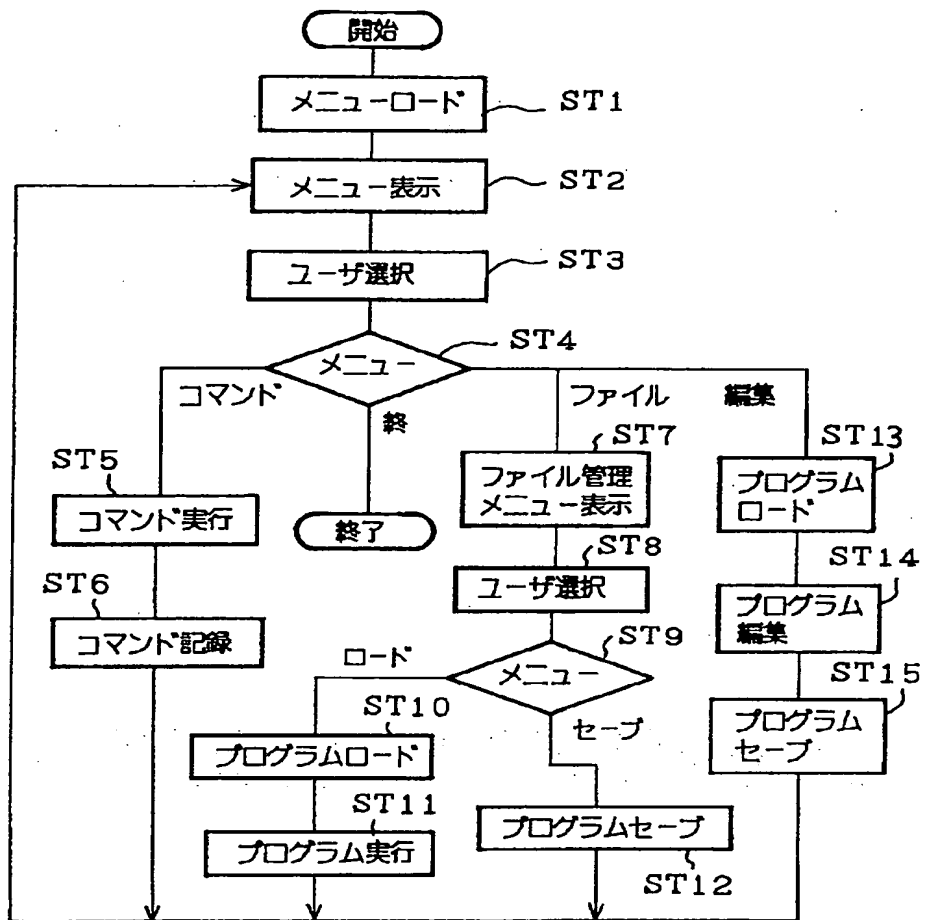 開始
メニューロード
ST1
メニュー表示
ST2
ユーザ選択
ST3
メニュー
ST4
コマンド
終
ファイル
編集
ST5
コマンド実行
ST6
コマンド記録
終了
ST7
ファイル管理
メニュー表示
ST8
ユーザ選択
メニュー
ST9
ロード
セーブ
ST10
プログラムロード
ST11
プログラム実行
プログラムセーブ
ST12
ST13
プログラム
ロード
ST14
プログラム
編集
ST15
プログラム
セーブ